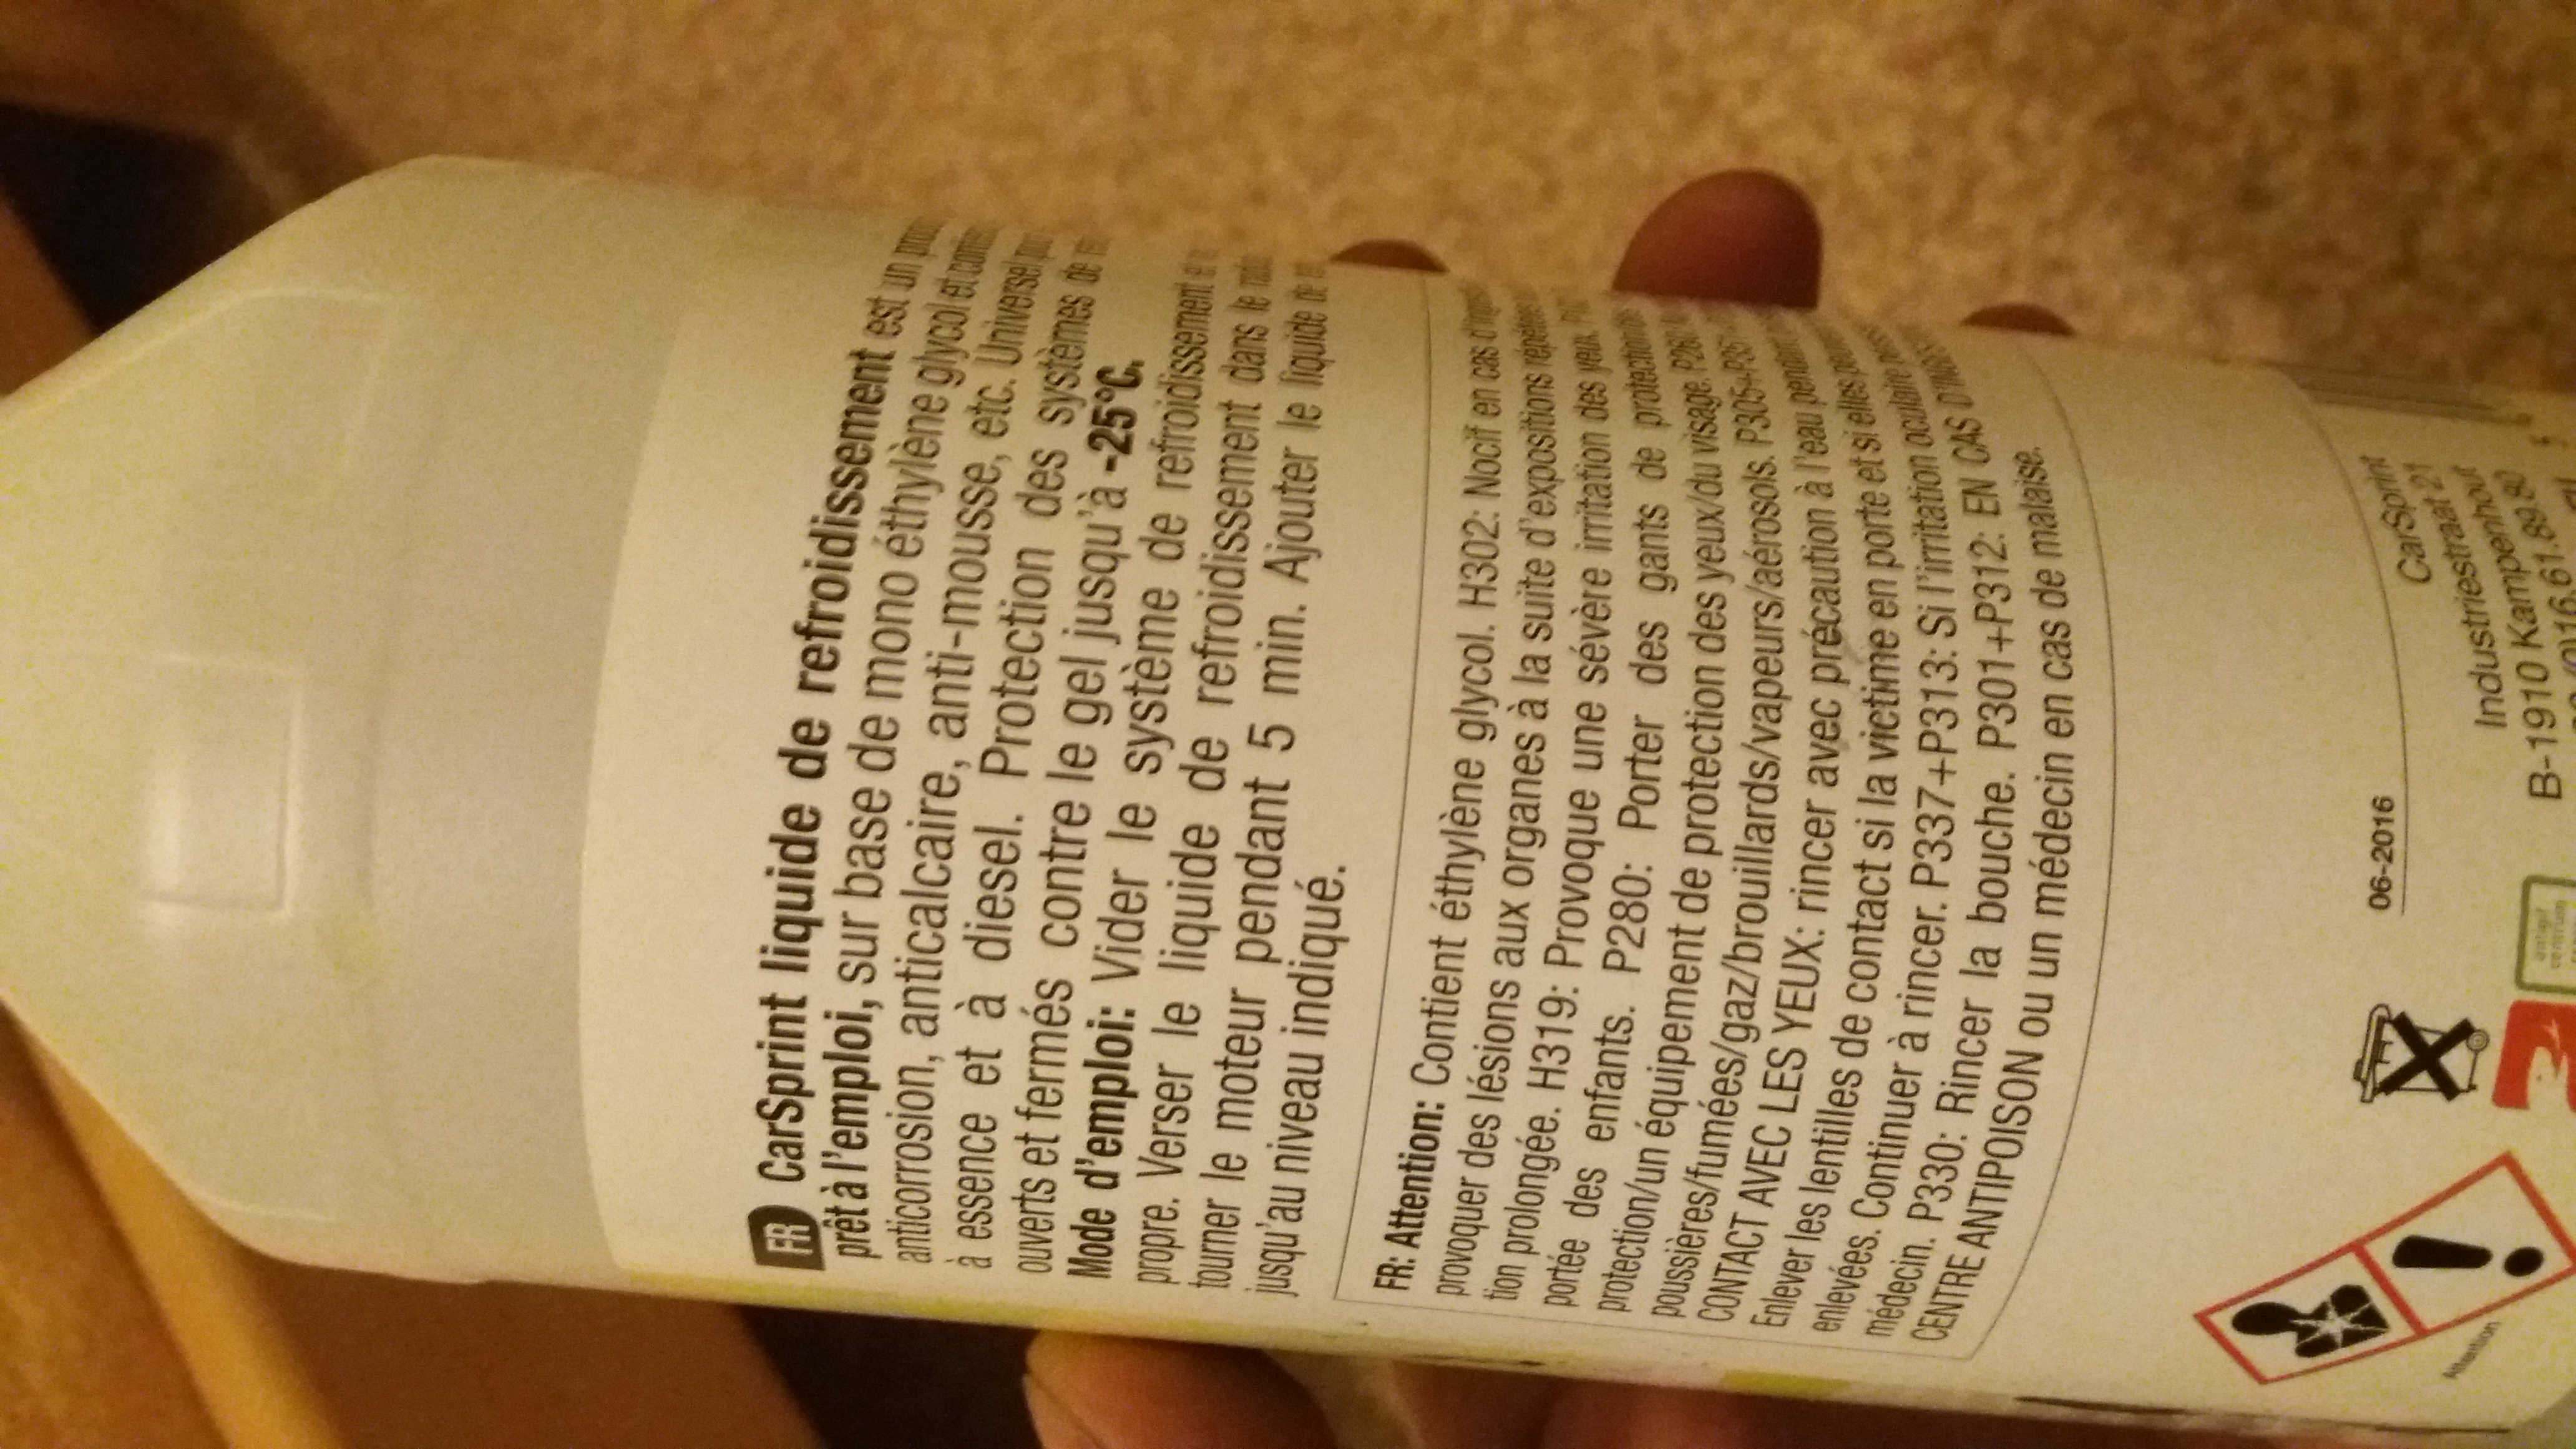 FR CarSprint liquide de refroidissement est un
prêt à l'emploi, sur base de mono éthylène glycol et
anticorrosion, anticalcaire, anti-mousse, etc. Universel
à essence et à diesel. Protection des systèmes de
ouverts et fermés contre le gel jusqu'à -25°C.
Mode d'emploi: Vider le système de refroidissement
propre. Verser le liquide de refroidissement dans le
tourner le moteur pendant 5 min. Ajouter le liquide de
jusqu'au niveau indiqué.
FR: Attention: Contient éthylène glycol. H302: Nocif en cas
provoquer des lésions aux organes à la suite d'expositions répétées
tion prolongée. H319: Provoque une sévère irritation des yeux.
portée des enfants. P280: Porter des gants de
protection/un équipement de protection des yeux/du visage.
poussières/fumées/gaz/brouillards/vapeurs/aérosols.
CONTACT AVEC LES YEUX: rincer avec précaution à l'eau
Enlever les lentilles de contact si la victime en porte et si elles
enlevées. Continuer à rincer. P337+P313: Si l'irritation oculaire
médecin. P330: Rincer la bouche. P301+P312: EN CAS
CENTRE ANTIPOISON ou un médecin en cas de malaise.
06-2016
CarSprint
Industriestraat 21
B-1910 Kampenhout
Attention